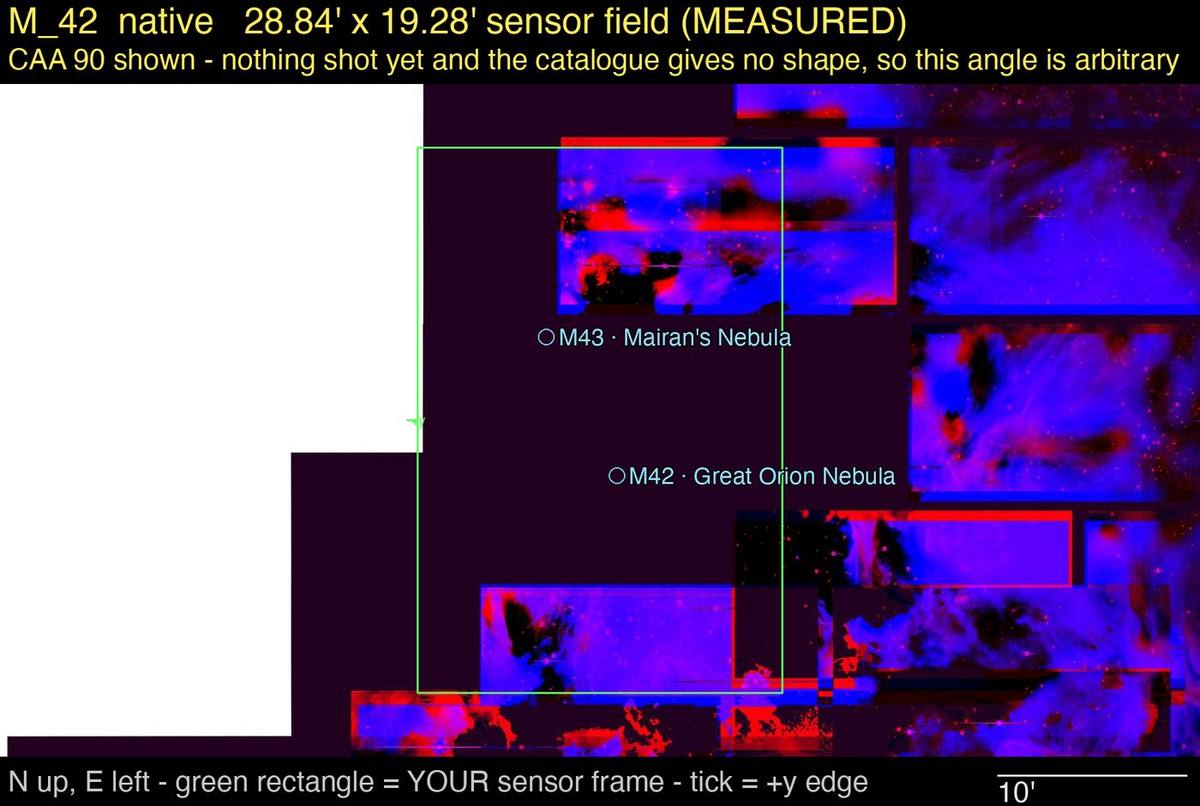 M_42 native 28.84' x 19.28' sensor field (MEASURED)
CAA 90 shown - nothing shot yet and the catalogue gives no shape, so this angle is arbitrary
M43 · Mairan's Nebula
M42 · Great Orion Nebula
N up, E left - green rectangle = YOUR sensor frame - tick = +y edge
10'